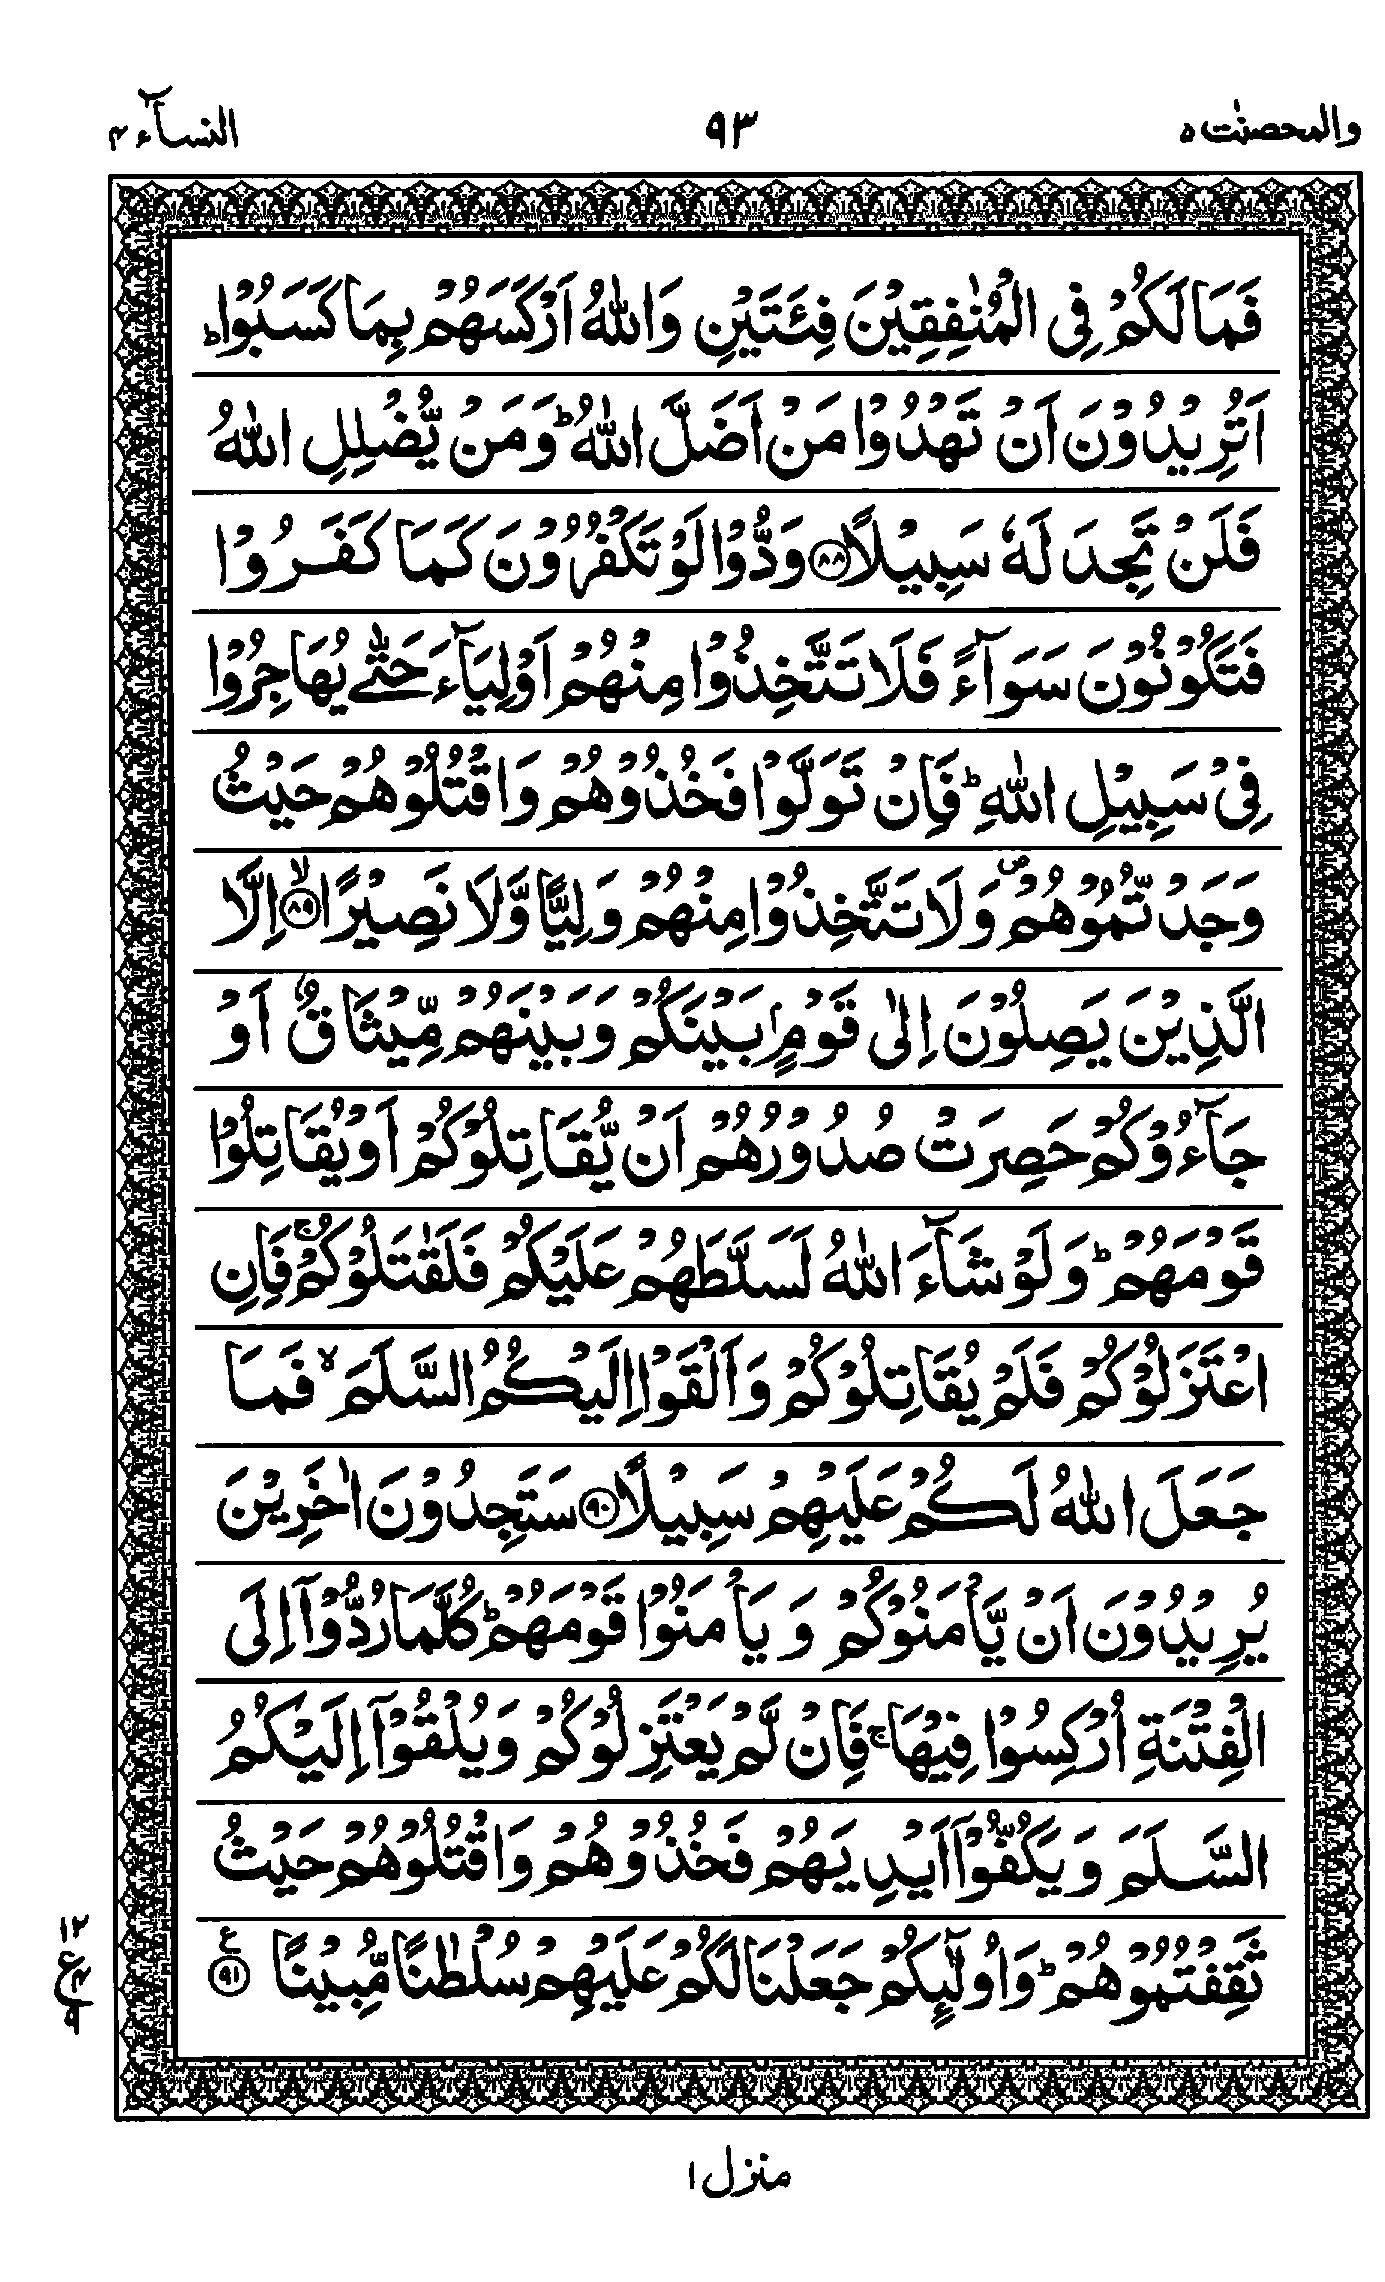 والمحصنٰت ۵
۹۳
النسآء ۴
فَمَا لَكُمْ فِى الْمُنٰفِقِيْنَ فِئَتَيْنِ وَاللّٰهُ اَرْكَسَهُمْ بِمَا كَسَبُوْا ؕ
اَتُرِيْدُوْنَ اَنْ تَهْدُوْا مَنْ اَضَلَّ اللّٰهُ ؕ وَمَنْ يُّضْلِلِ اللّٰهُ
فَلَنْ تَجِدَ لَهٗ سَبِيْلًا ﴿۸۸﴾ وَدُّوْا لَوْ تَكْفُرُوْنَ كَمَا كَفَرُوْا
فَتَكُوْنُوْنَ سَوَآءً فَلَا تَتَّخِذُوْا مِنْهُمْ اَوْلِيَآءَ حَتّٰى يُهَاجِرُوْا
فِىْ سَبِيْلِ اللّٰهِ ؕ فَاِنْ تَوَلَّوْا فَخُذُوْهُمْ وَاقْتُلُوْهُمْ حَيْثُ
وَجَدْتُّمُوْهُمْ ۪ وَلَا تَتَّخِذُوْا مِنْهُمْ وَلِيًّا وَّلَا نَصِيْرًا ۙ﴿۸۹﴾ اِلَّا
الَّذِيْنَ يَصِلُوْنَ اِلٰى قَوْمٍۭ بَيْنَكُمْ وَبَيْنَهُمْ مِّيْثَاقٌ اَوْ
جَآءُوْكُمْ حَصِرَتْ صُدُوْرُهُمْ اَنْ يُّقَاتِلُوْكُمْ اَوْ يُقَاتِلُوْا
قَوْمَهُمْ ؕ وَلَوْ شَآءَ اللّٰهُ لَسَلَّطَهُمْ عَلَيْكُمْ فَلَقٰتَلُوْكُمْ ۚ فَاِنِ
اعْتَزَلُوْكُمْ فَلَمْ يُقَاتِلُوْكُمْ وَاَلْقَوْا اِلَيْكُمُ السَّلَمَ ۙ فَمَا
جَعَلَ اللّٰهُ لَكُمْ عَلَيْهِمْ سَبِيْلًا ﴿۹۰﴾ سَتَجِدُوْنَ اٰخَرِيْنَ
يُرِيْدُوْنَ اَنْ يَّاْمَنُوْكُمْ وَيَاْمَنُوْا قَوْمَهُمْ ؕ كُلَّمَا رُدُّوْۤا اِلَى
الْفِتْنَةِ اُرْكِسُوْا فِيْهَا ۚ فَاِنْ لَّمْ يَعْتَزِلُوْكُمْ وَيُلْقُوْۤا اِلَيْكُمُ
السَّلَمَ وَيَكُفُّوْۤا اَيْدِيَهُمْ فَخُذُوْهُمْ وَاقْتُلُوْهُمْ حَيْثُ
ثَقِفْتُمُوْهُمْ ؕ وَاُولٰٓئِكُمْ جَعَلْنَا لَكُمْ عَلَيْهِمْ سُلْطٰنًا مُّبِيْنًا ﴿۹۱﴾ ع
۱۲
ع ۴
۹
منزل ۱